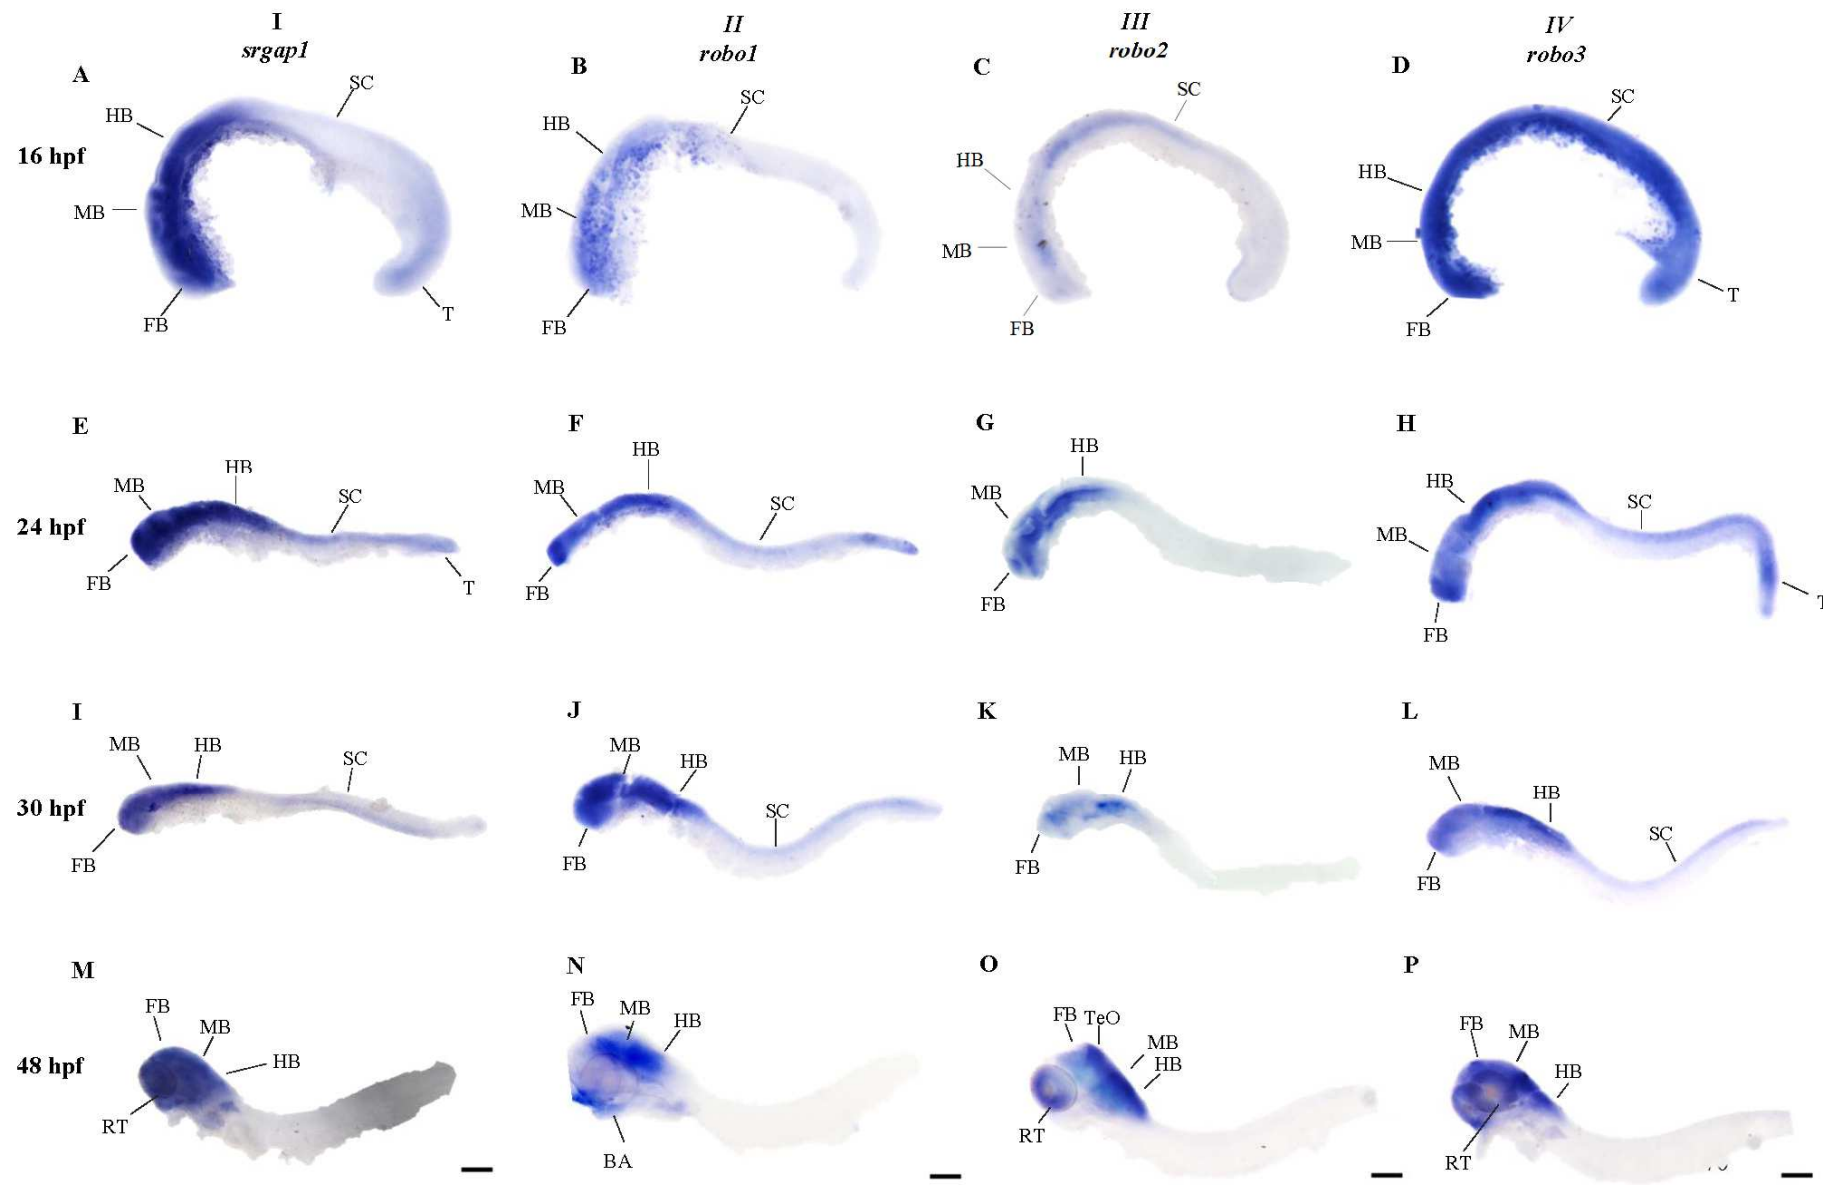 I
srgap1
II
robo1
III
robo2
IV
robo3
16 hpf
A
HB
SC
MB
FB
T
B
HB
SC
MB
FB
C
SC
HB
MB
FB
D
SC
HB
MB
FB
T
24 hpf
E
MB
HB
SC
FB
T
F
HB
MB
SC
FB
G
HB
MB
FB
H
HB
SC
MB
FB
T
30 hpf
I
MB
HB
SC
FB
J
MB
HB
SC
FB
K
MB
HB
FB
L
MB
HB
SC
FB
48 hpf
M
FB
MB
HB
RT
N
FB
MB
HB
BA
O
FB
TeO
MB
HB
RT
P
FB
MB
HB
RT